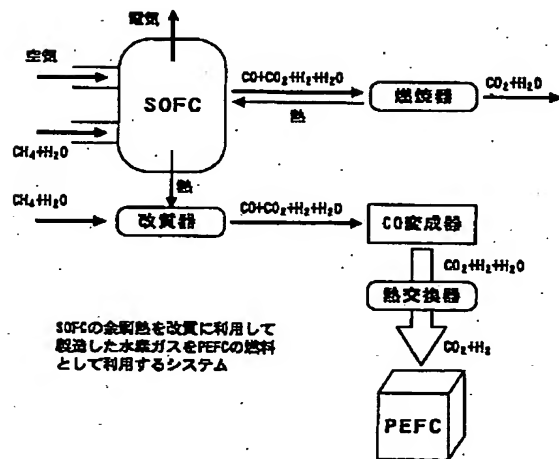 電気
空気
SOFC
CO+CO₂+H₂+H₂O
燃焼器
CO₂+H₂O
熱
CH₄+H₂O
熱
CH₄+H₂O
改質器
CO+CO₂+H₂+H₂O
CO変成器
CO₂+H₂+H₂O
熱交換器
SOFCの余剰熱を改質に利用して
製造した水素ガスをPEFCの燃料
として利用するシステム
CO₂+H₂
PEFC